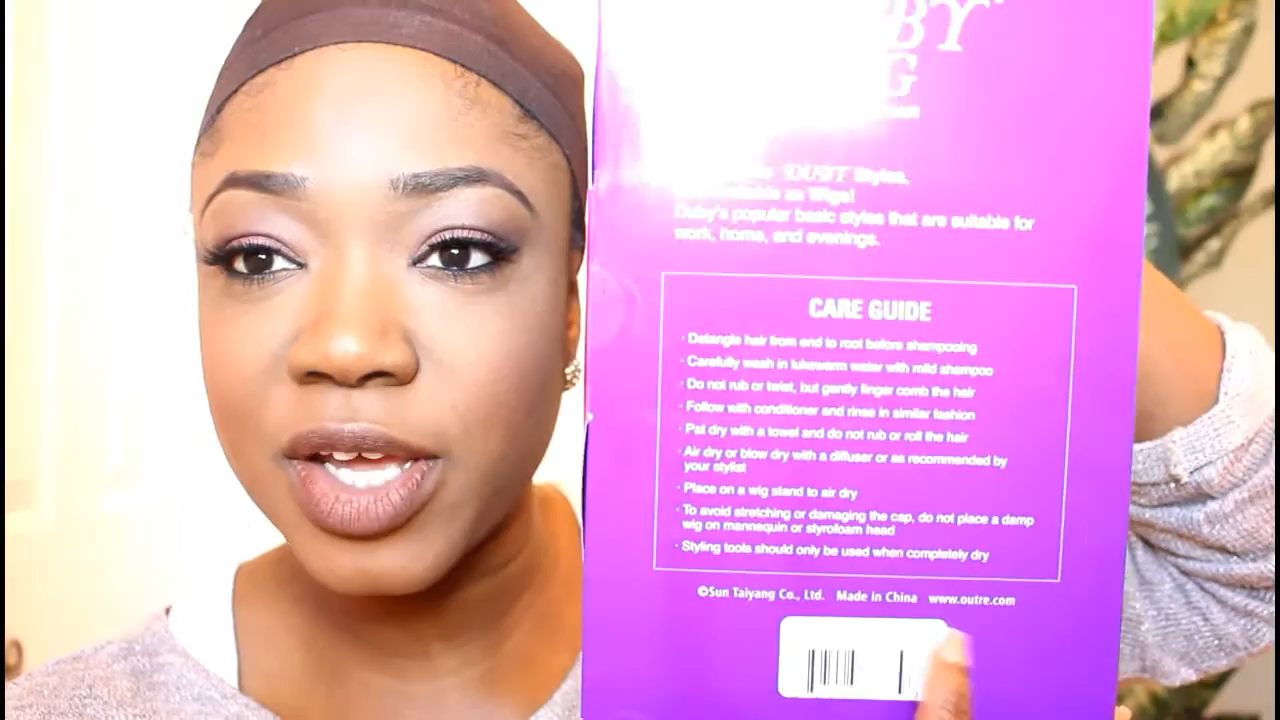 BY
G
DUBY Styles,
as Wigs!
Duby's popular basic styles that are suitable for
work, home, and evenings.
CARE GUIDE
· Detangle hair from end to root before shampooing
· Carefully wash in lukewarm water with mild shampoo
· Do not rub or twist, but gently finger comb the hair
· Follow with conditioner and rinse in similar fashion
· Pat dry with a towel and do not rub or roll the hair
· Air dry or blow dry with a diffuser or as recommended by
your stylist
· Place on a wig stand to air dry
· To avoid stretching or damaging the cap, do not place a damp
wig on mannequin or styrofoam head
· Styling tools should only be used when completely dry
©Sun Taiyang Co., Ltd. Made in China www.outre.com